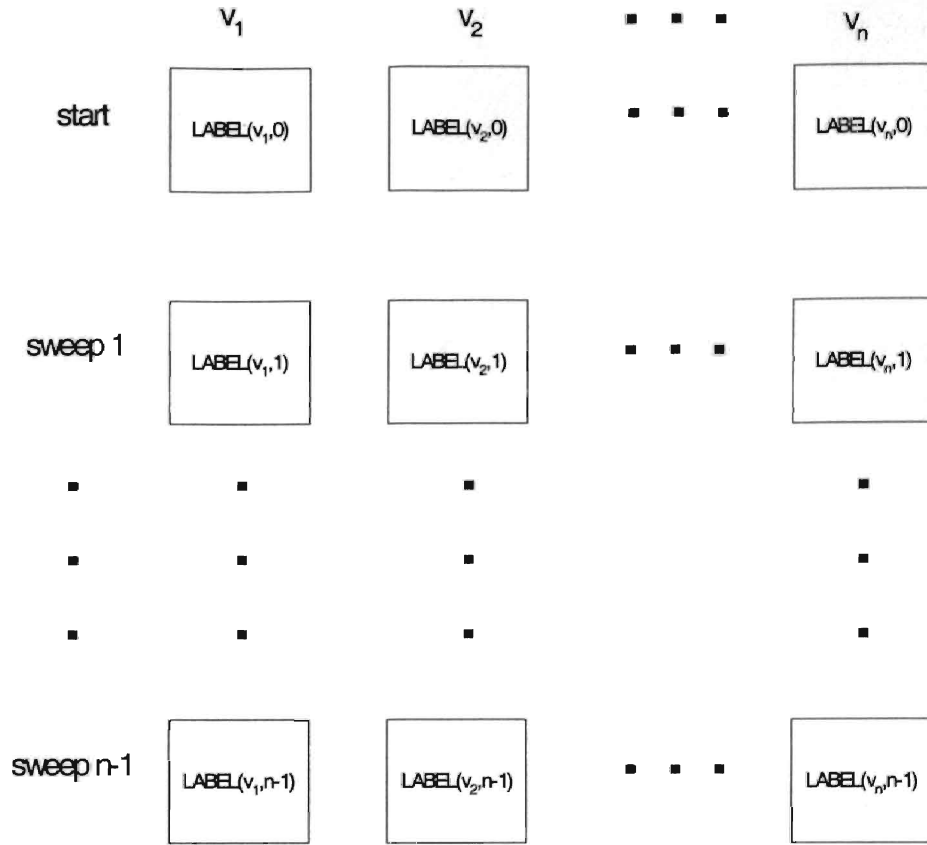 v₁ v₂ ▪ ▪ ▪ vₙ
start LABEL(v₁,0) LABEL(v₂,0) ▪ ▪ ▪ LABEL(vₙ,0)
sweep 1 LABEL(v₁,1) LABEL(v₂,1) ▪ ▪ ▪ LABEL(vₙ,1)
sweep n-1 LABEL(v₁,n-1) LABEL(v₂,n-1) ▪ ▪ ▪ LABEL(vₙ,n-1)